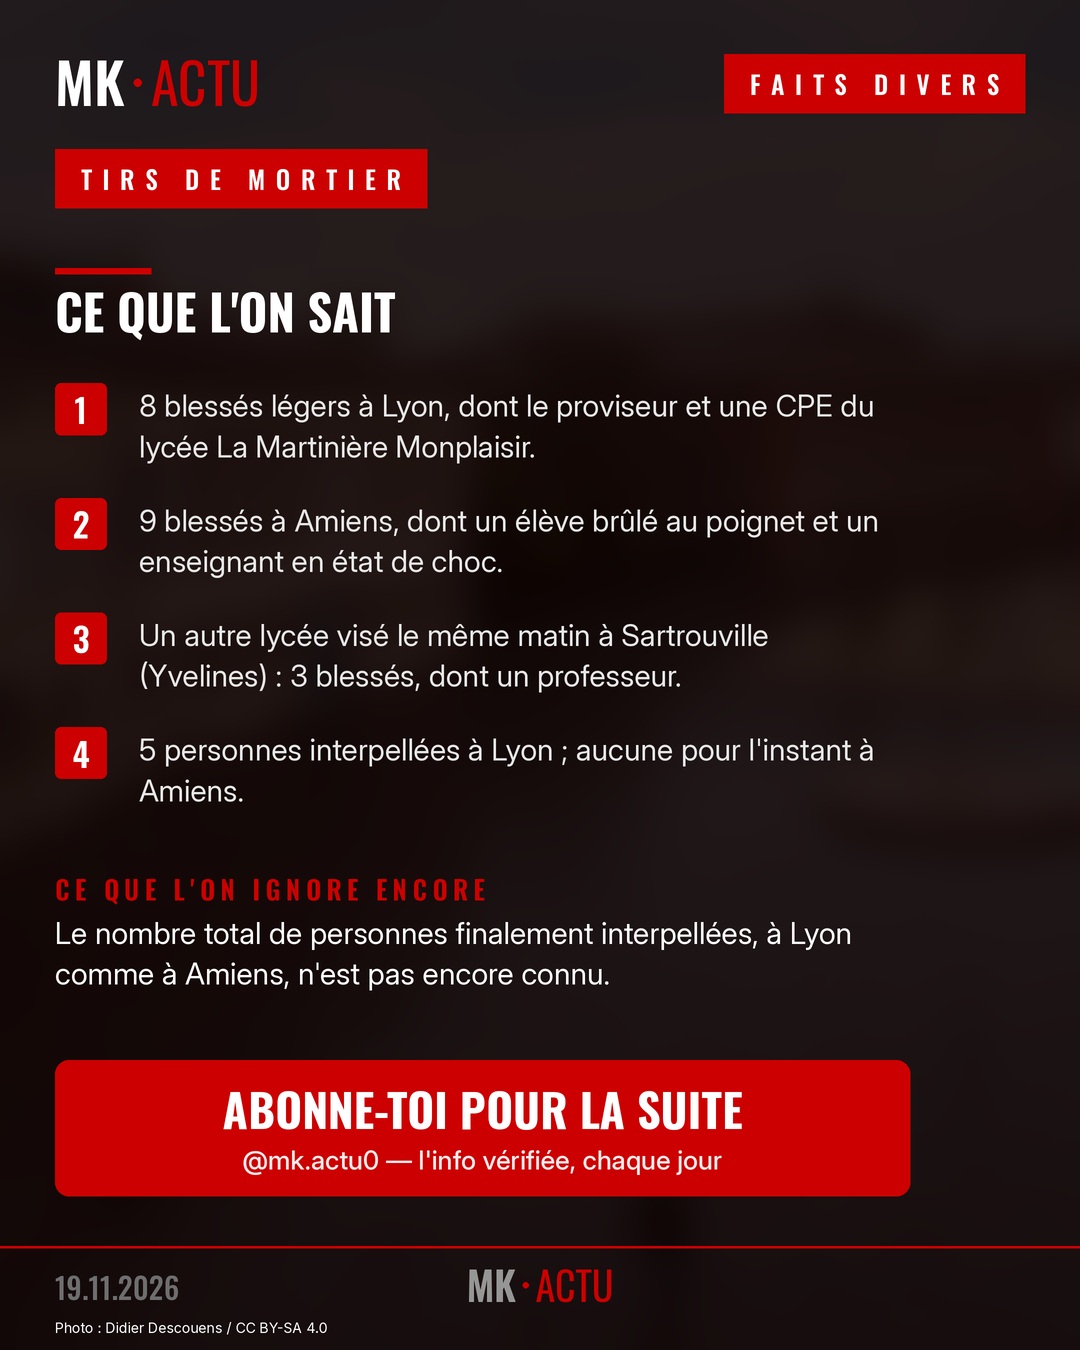 MK·ACTU
FAITS DIVERS
TIRS DE MORTIER
CE QUE L'ON SAIT
1
8 blessés légers à Lyon, dont le proviseur et une CPE du
lycée La Martinière Monplaisir.
2
9 blessés à Amiens, dont un élève brûlé au poignet et un
enseignant en état de choc.
3
Un autre lycée visé le même matin à Sartrouville
(Yvelines) : 3 blessés, dont un professeur.
4
5 personnes interpellées à Lyon ; aucune pour l'instant à
Amiens.
CE QUE L'ON IGNORE ENCORE
Le nombre total de personnes finalement interpellées, à Lyon
comme à Amiens, n'est pas encore connu.
ABONNE-TOI POUR LA SUITE
@mk.actu0 — l'info vérifiée, chaque jour
19.11.2026
MK·ACTU
Photo : Didier Descouens / CC BY-SA 4.0